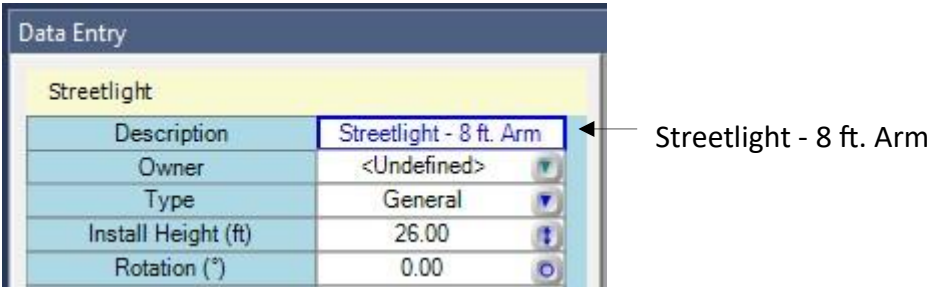 Data Entry
Streetlight
Description Streetlight - 8 ft. Arm Streetlight - 8 ft. Arm
Owner <Undefined>
Type General
Install Height (ft) 26.00
Rotation (°) 0.00